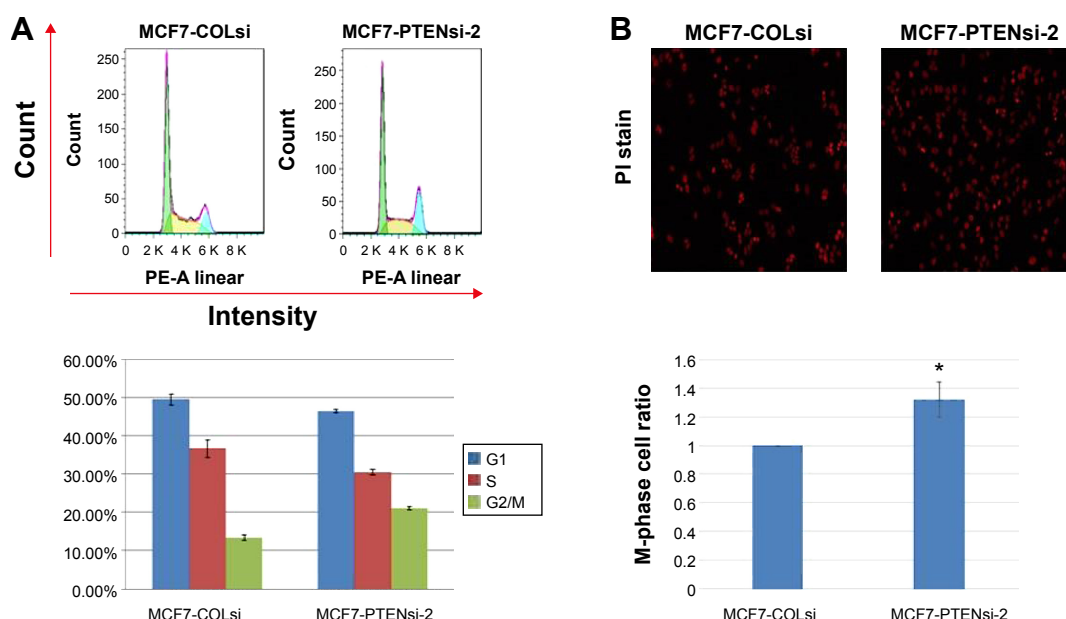 A
MCF7-COLsi
MCF7-PTENsi-2
Count
Count
250
200
150
100
50
0
0 2 K 4 K 6 K 8 K
PE-A linear
Count
250
200
150
100
50
0
0 2 K 4 K 6 K 8 K
PE-A linear
Intensity
60.00%
50.00%
40.00%
30.00%
20.00%
10.00%
0.00%
MCF7-COLsi
MCF7-PTENsi-2
G1
S
G2/M
B
MCF7-COLsi
MCF7-PTENsi-2
PI stain
M-phase cell ratio
1.6
1.4
1.2
1
0.8
0.6
0.4
0.2
0
*
MCF7-COLsi
MCF7-PTENsi-2